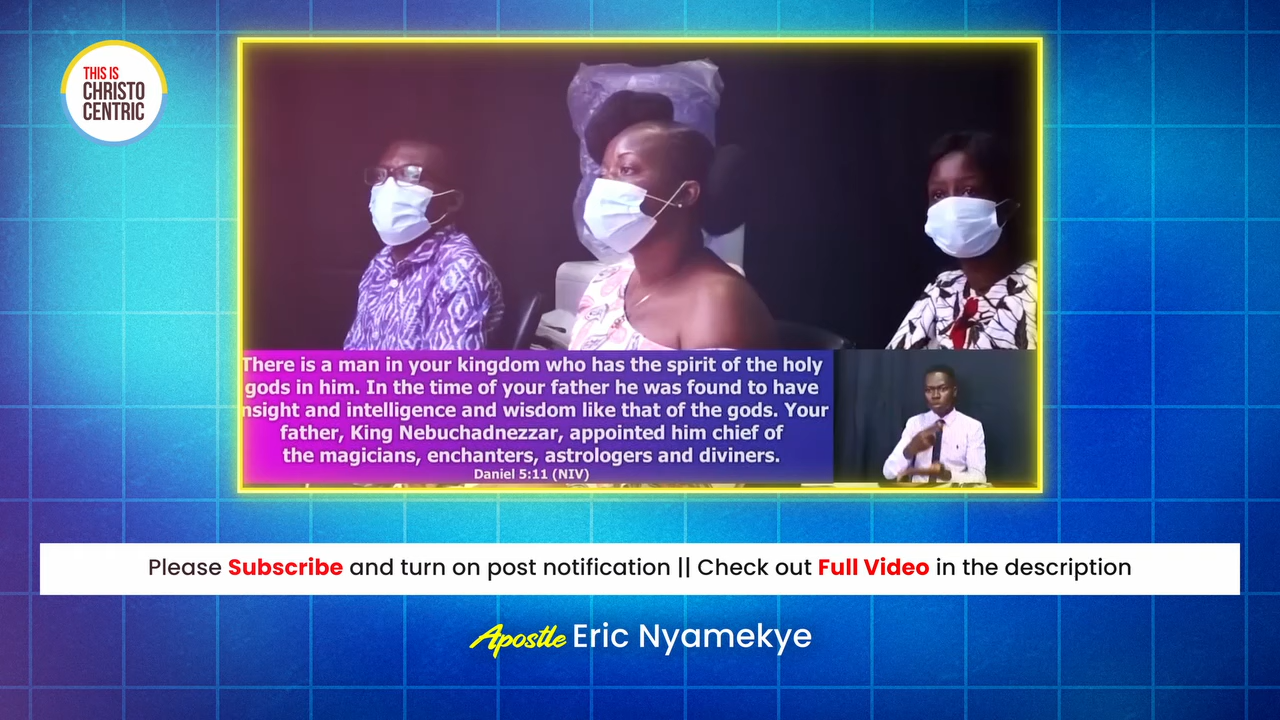 THIS IS
CHRISTO
CENTRIC
There is a man in your kingdom who has the spirit of the holy
gods in him. In the time of your father he was found to have
nsight and intelligence and wisdom like that of the gods. Your
father, King Nebuchadnezzar, appointed him chief of
the magicians, enchanters, astrologers and diviners.
Daniel 5:11 (NIV)
Please Subscribe and turn on post notification || Check out Full Video in the description
Apostle Eric Nyamekye